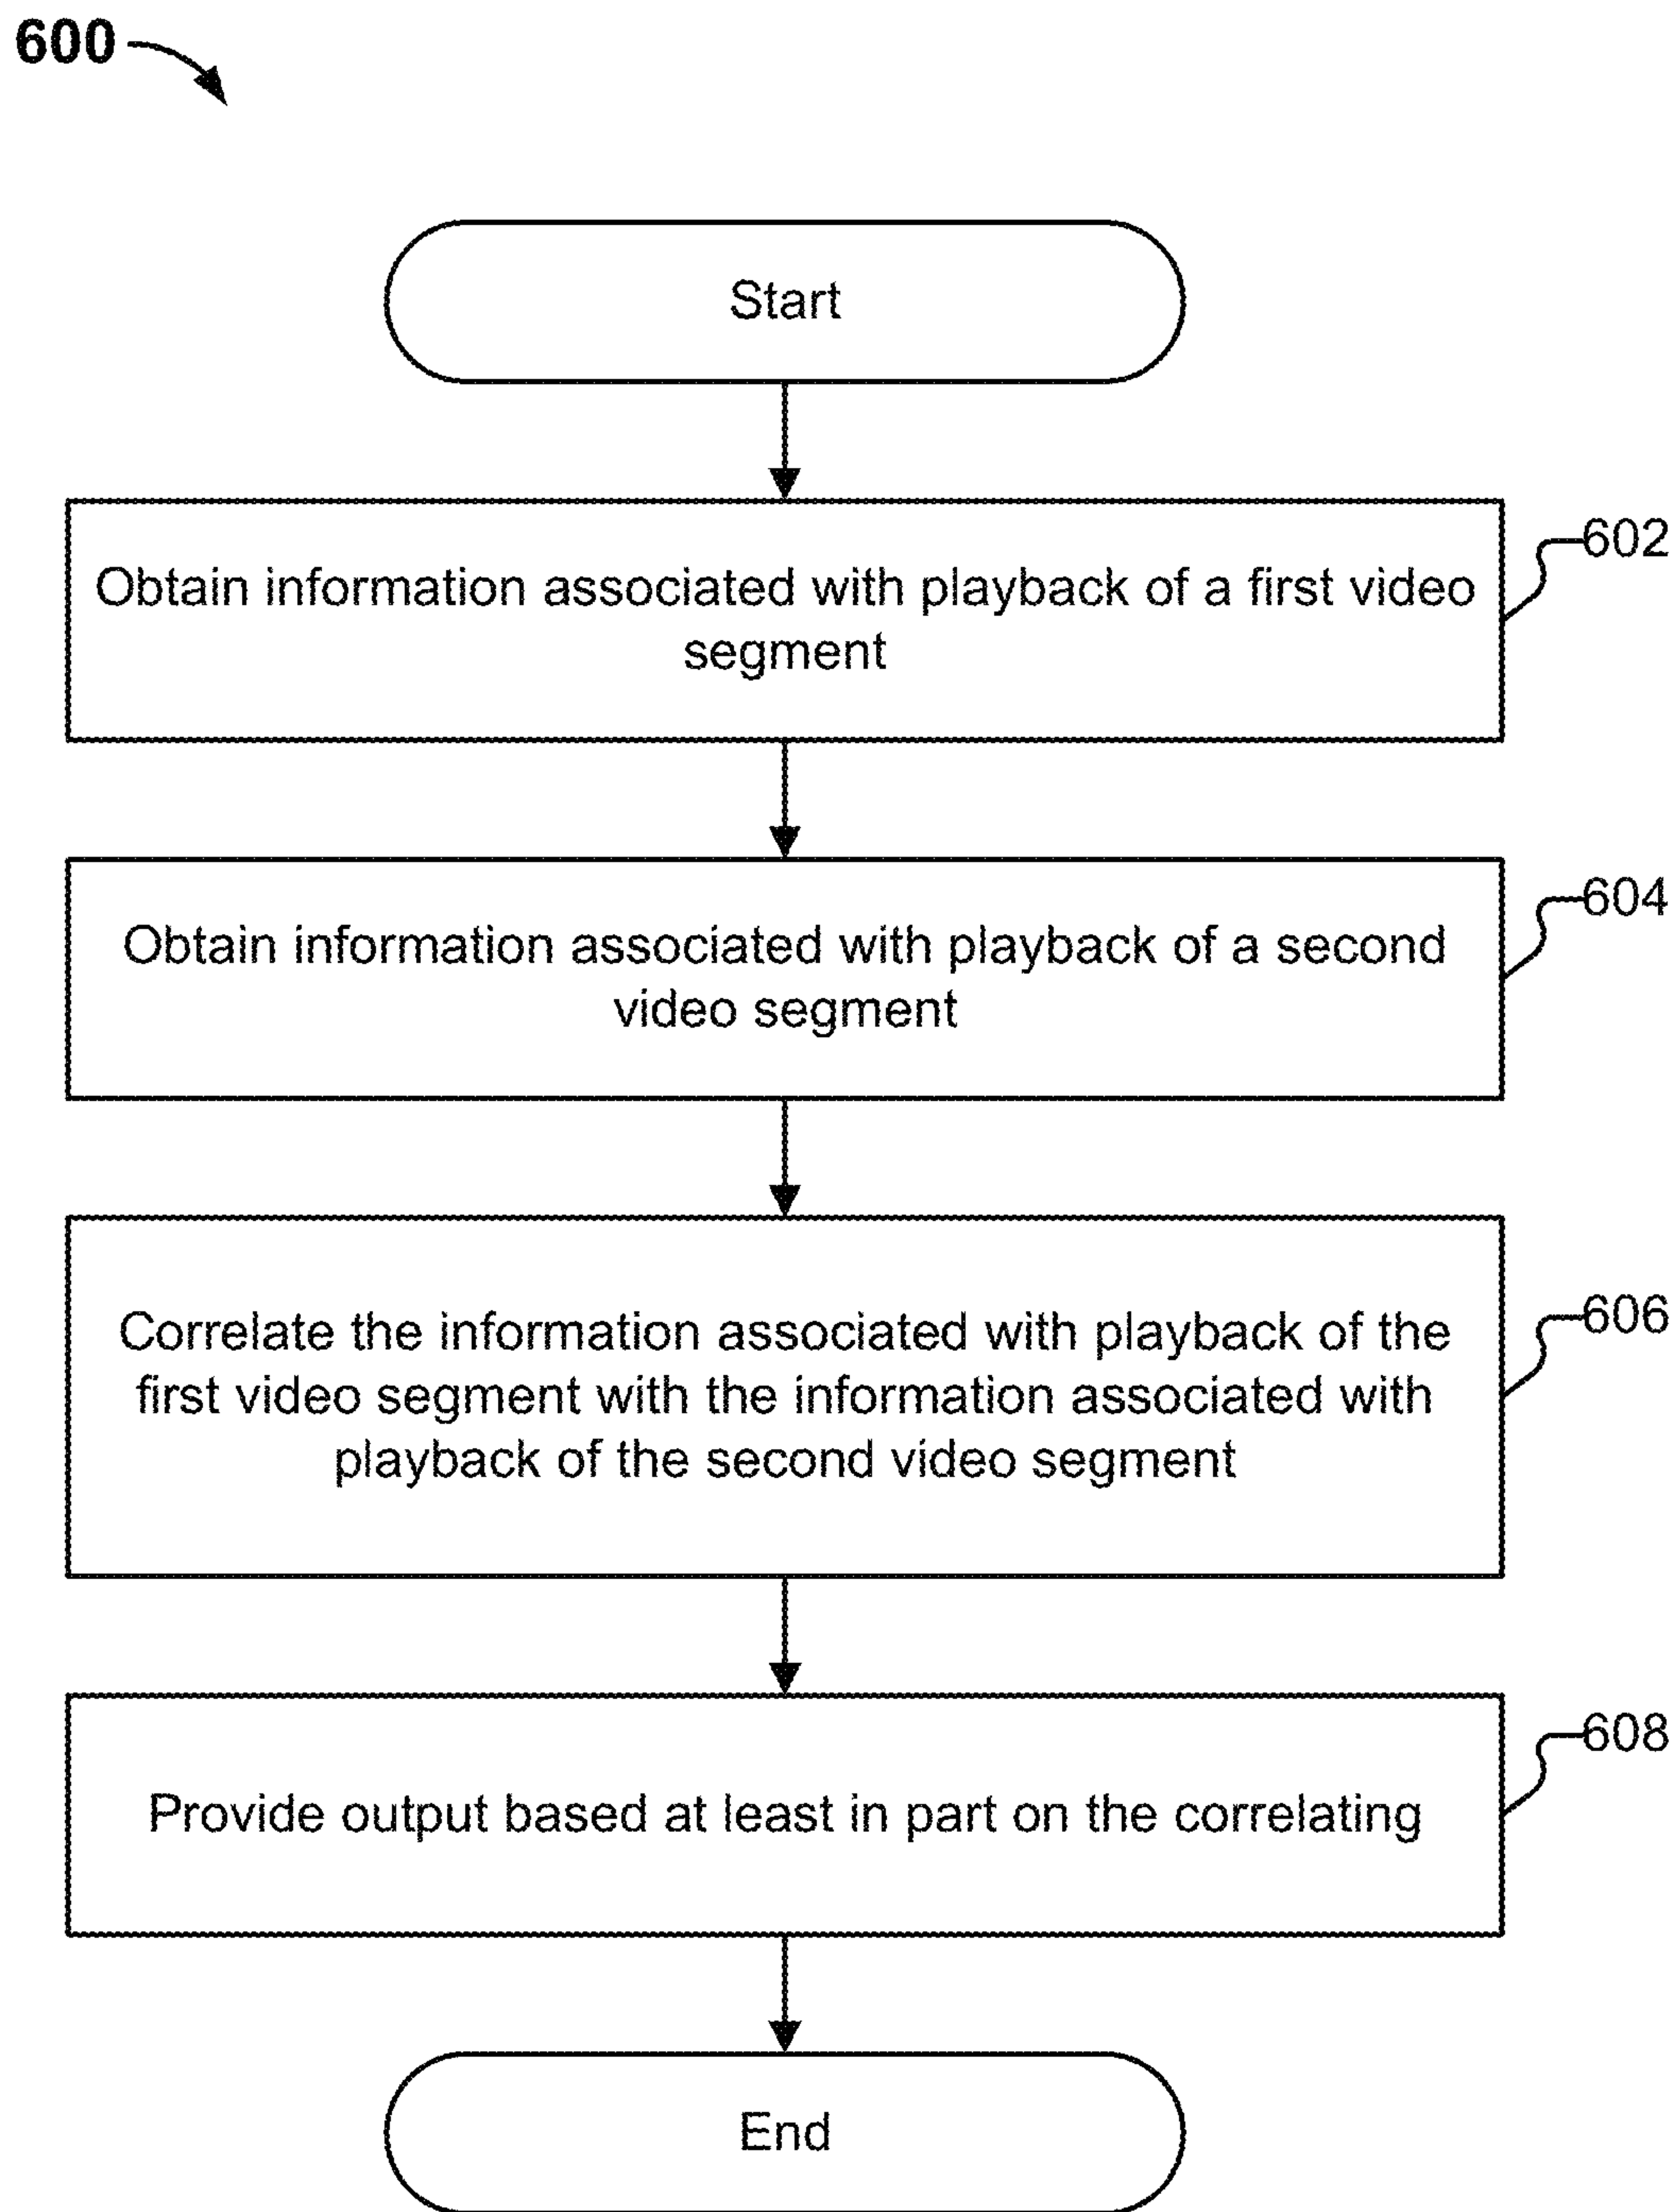 600
Start
Obtain information associated with playback of a first video
segment
602
Obtain information associated with playback of a second
video segment
604
Correlate the information associated with playback of the
first video segment with the information associated with
playback of the second video segment
606
Provide output based at least in part on the correlating
608
End